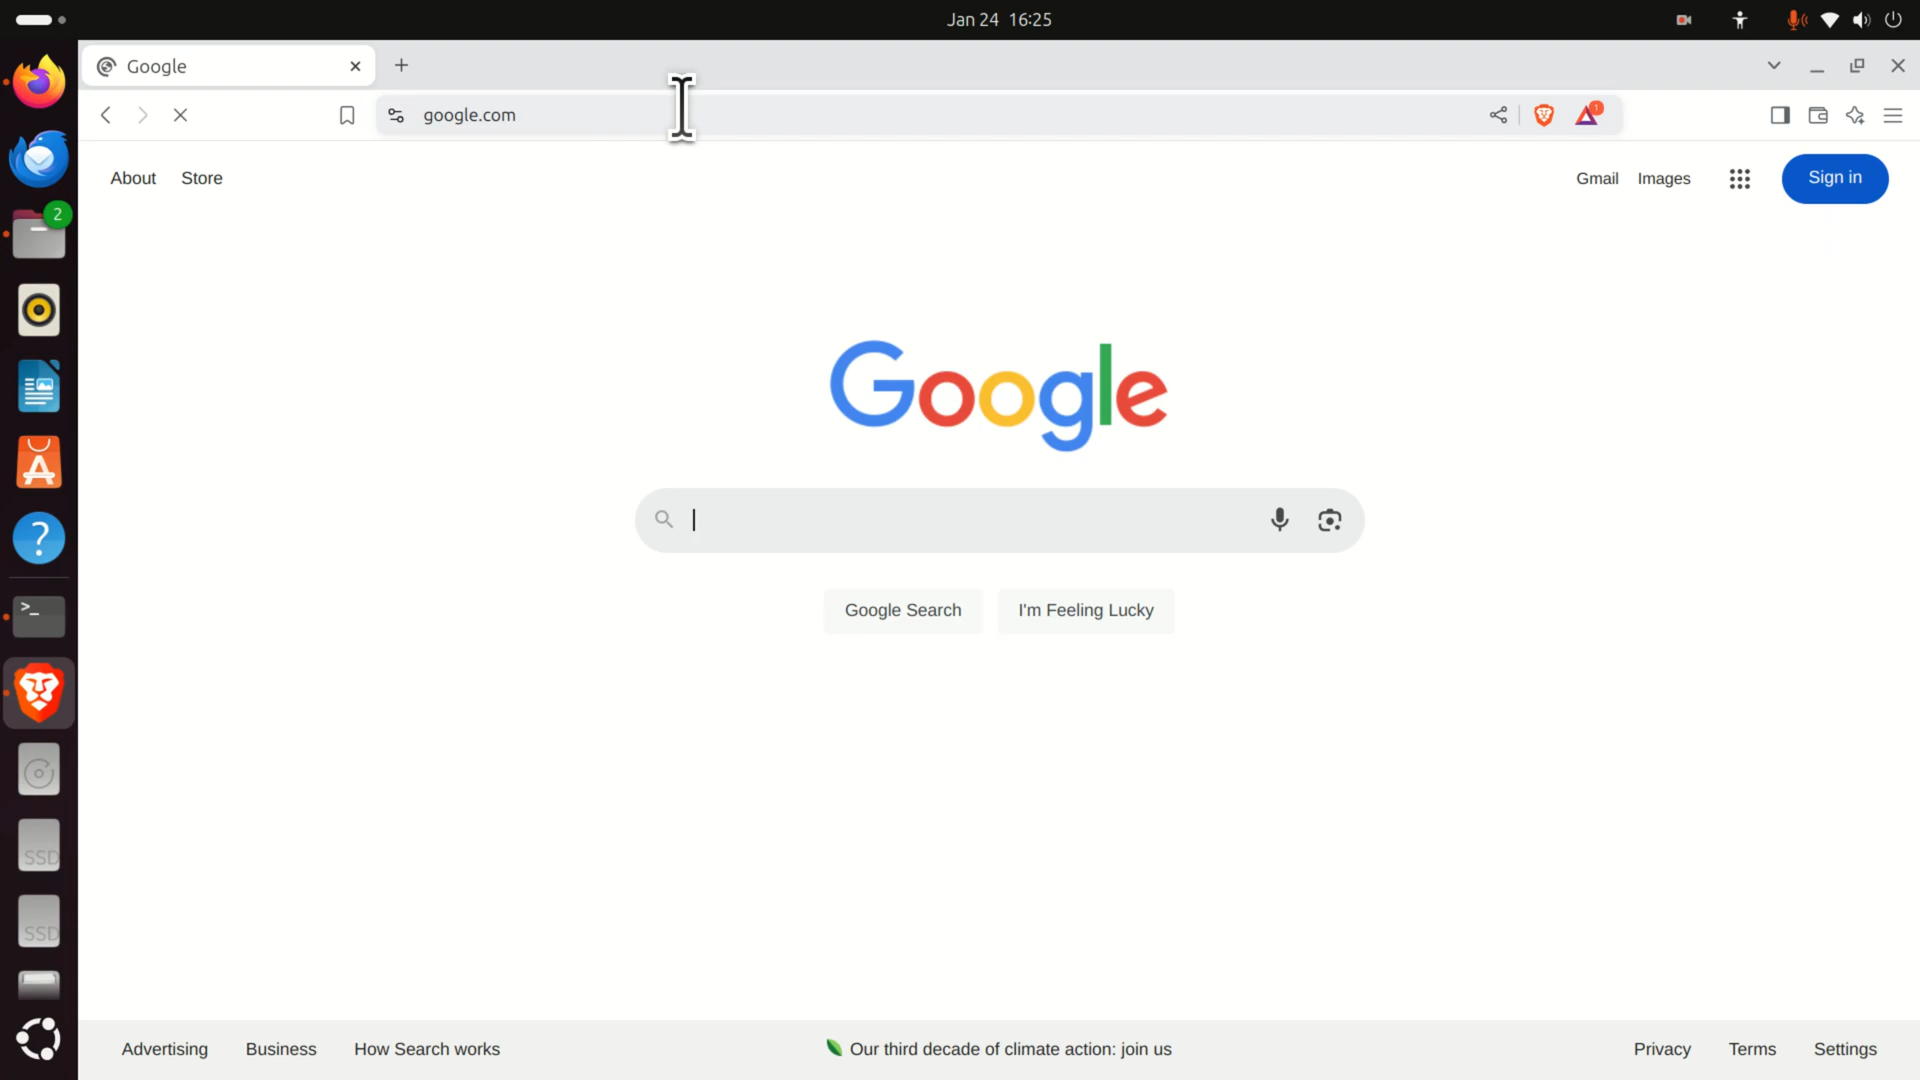 Jan 24 16:25
Google
google.com
1
About Store
Gmail Images Sign in
2
Google
Google Search I'm Feeling Lucky
SSD
SSD
Advertising Business How Search works
Our third decade of climate action: join us
Privacy Terms Settings